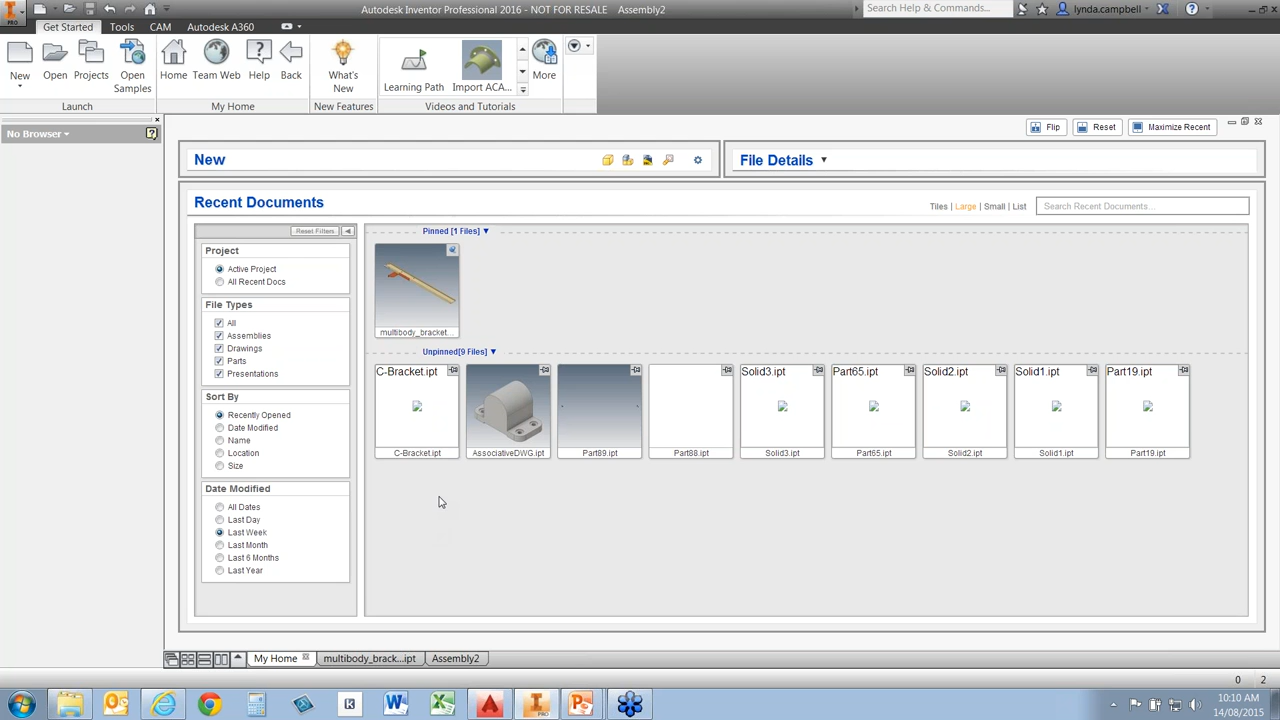 Autodesk Inventor Professional 2016 - NOT FOR RESALE Assembly2
Search Help & Commands...
lynda.campbell
PRO
Get Started Tools CAM Autodesk A360
New Open Projects Open Samples
Home Team Web Help Back
What's New
Learning Path Import ACA... More
Launch My Home New Features Videos and Tutorials
No Browser
Flip Reset Maximize Recent
New
File Details
Recent Documents
Tiles | Large | Small | List
Search Recent Documents...
Reset Filters
Project
Active Project
All Recent Docs
File Types
All
Assemblies
Drawings
Parts
Presentations
Sort By
Recently Opened
Date Modified
Name
Location
Size
Date Modified
All Dates
Last Day
Last Week
Last Month
Last 6 Months
Last Year
Pinned [1 Files]
multibody_bracket...
Unpinned[9 Files]
C-Bracket.ipt Solid3.ipt Part65.ipt Solid2.ipt Solid1.ipt Part19.ipt
C-Bracket.ipt AssociativeDWG.ipt Part89.ipt Part88.ipt Solid3.ipt Part65.ipt Solid2.ipt Solid1.ipt Part19.ipt
My Home multibody_brack...ipt Assembly2
0 2
10:10 AM
14/08/2015